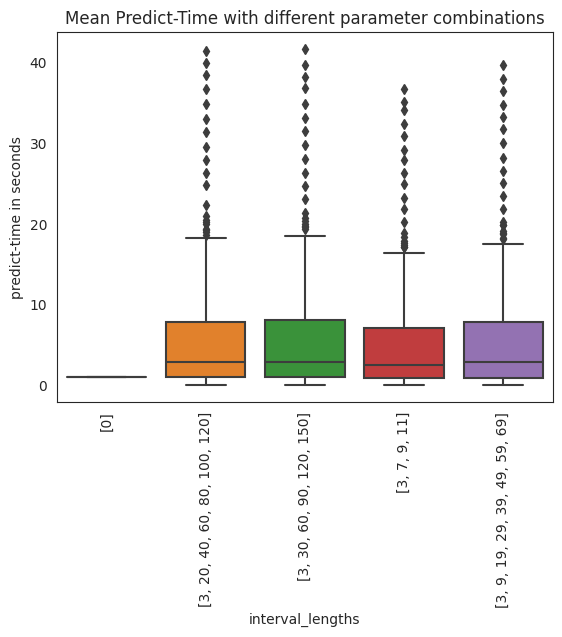 Mean Predict-Time with different parameter combinations
predict-time in seconds
40
30
20
10
0
[0]
[3, 20, 40, 60, 80, 100, 120]
[3, 30, 60, 90, 120, 150]
[3, 7, 9, 11]
[3, 9, 19, 29, 39, 49, 59, 69]
interval_lengths